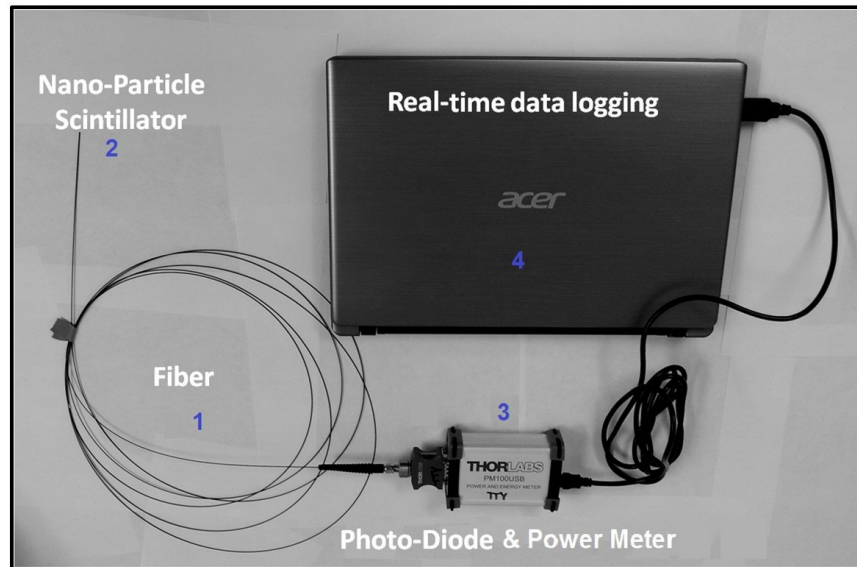 Nano-Particle
Scintillator
2
Real-time data logging
acer
4
Fiber
1
3
THORLABS
PM100USB
POWER AND ENERGY METER
TTY
Photo-Diode & Power Meter